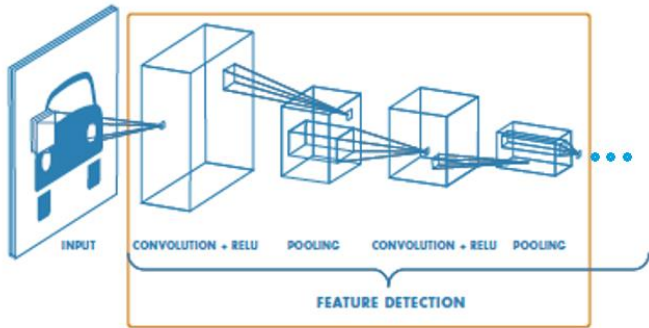 INPUT CONVOLUTION + RELU POOLING CONVOLUTION + RELU POOLING
FEATURE DETECTION